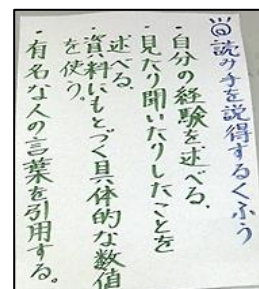 読み手を説得するくふう
・自分の経験を述べる。
・見たり聞いたりしたことを
述べる。
・資料にもとづく具体的な数値
を使う。
・有名な人の言葉を引用する。